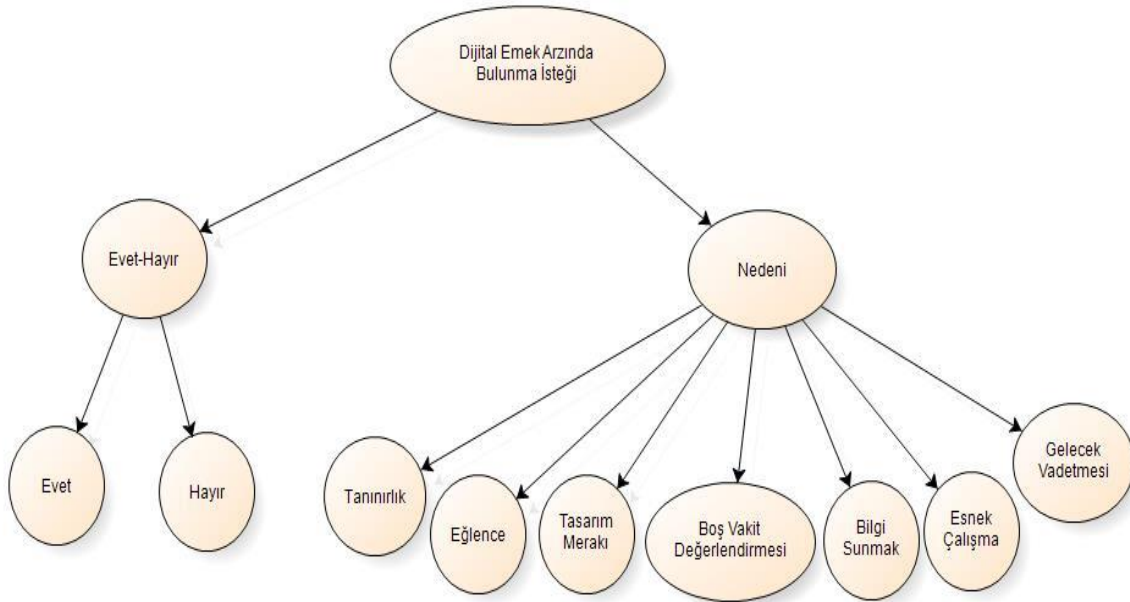 Dijital Emek Arzında
Bulunma İsteği
Evet-Hayır
Nedeni
Evet
Hayır
Tanınırlık
Eğlence
Tasarım
Merakı
Boş Vakit
Değerlendirmesi
Bilgi
Sunmak
Esnek
Çalışma
Gelecek
Vadetmesi